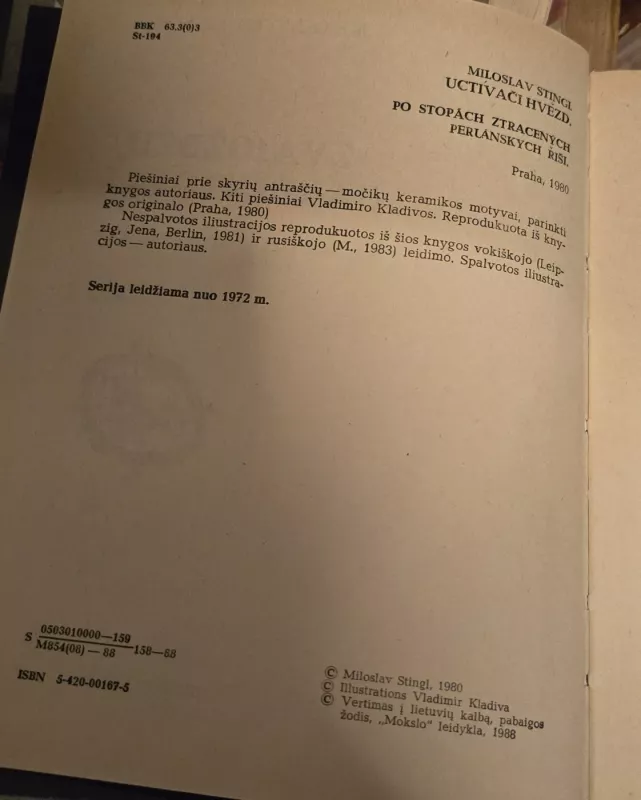 BBK 63.3(0)3
St-194
MILOSLAV STINGL
UCTÍVAČI HVĚZD.
PO STOPÁCH ZTRACENÝCH
PERUÁNSKYCH ŘIŠÍ.
Praha, 1980
Piešiniai prie skyrių antraščių — močikų keramikos motyvai, parinkti
knygos autoriaus. Kiti piešiniai Vladimiro Kladivos. Reprodukuota iš kny-
gos originalo (Praha, 1980)
Nespalvotos iliustracijos reprodukuotos iš šios knygos vokiškojo (Leip-
zig, Jena, Berlin, 1981) ir rusiškojo (M., 1983) leidimo. Spalvotos iliustra-
cijos — autoriaus.
Serija leidžiama nuo 1972 m.
S 0503010000—159
M854(08) — 88 158—88
ISBN 5-420-00167-5
© Miloslav Stingl, 1980
© Illustrations Vladimir Kladiva
© Vertimas į lietuvių kalbą, pabaigos
žodis, „Mokslo" leidykla, 1988